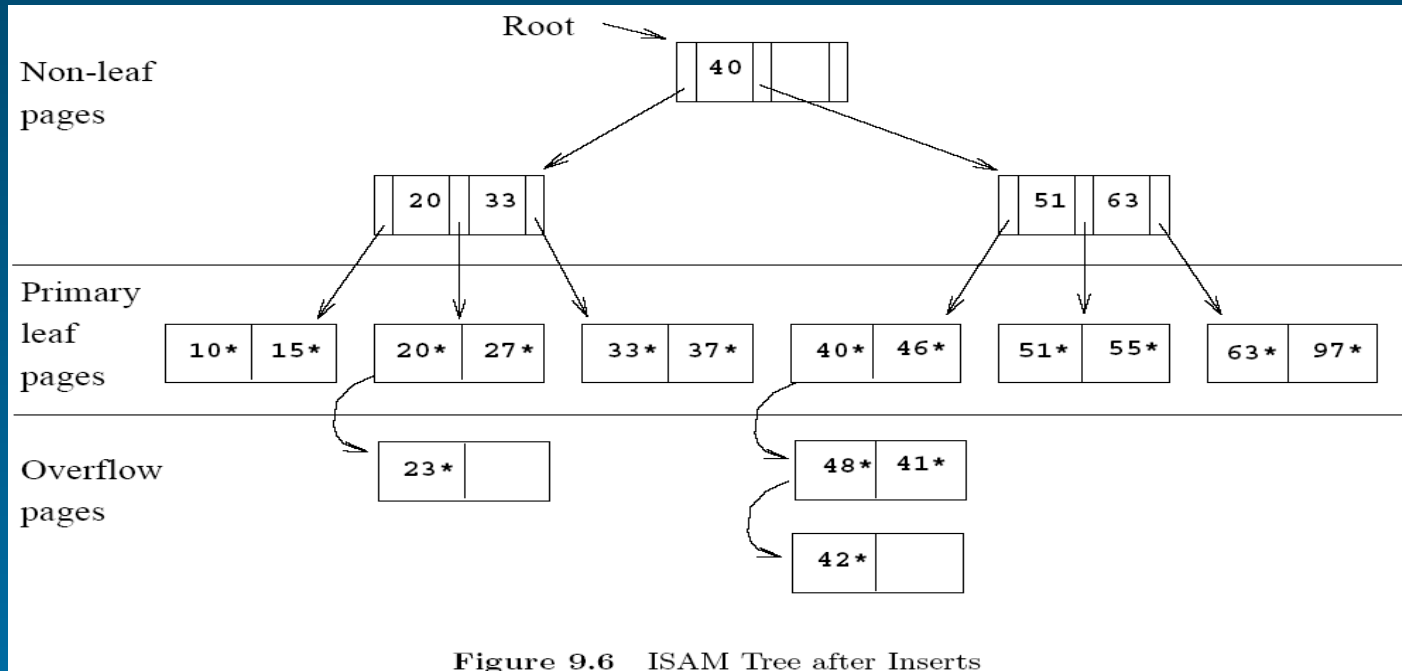 Root
Non-leaf
pages
40
20 33
51 63
Primary
leaf
pages
10* 15*
20* 27*
33* 37*
40* 46*
51* 55*
63* 97*
Overflow
pages
23*
48* 41*
42*
Figure 9.6 ISAM Tree after Inserts